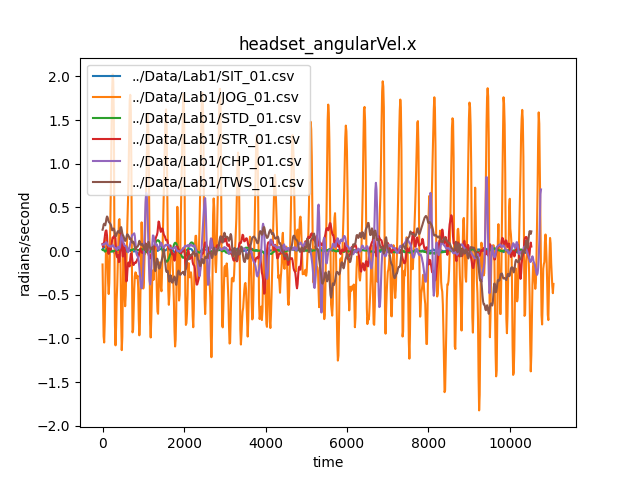 headset_angularVel.x
2.0
1.5
1.0
0.5
0.0
−0.5
−1.0
−1.5
−2.0
radians/second
../Data/Lab1/SIT_01.csv
../Data/Lab1/JOG_01.csv
../Data/Lab1/STD_01.csv
../Data/Lab1/STR_01.csv
../Data/Lab1/CHP_01.csv
../Data/Lab1/TWS_01.csv
0 2000 4000 6000 8000 10000
time